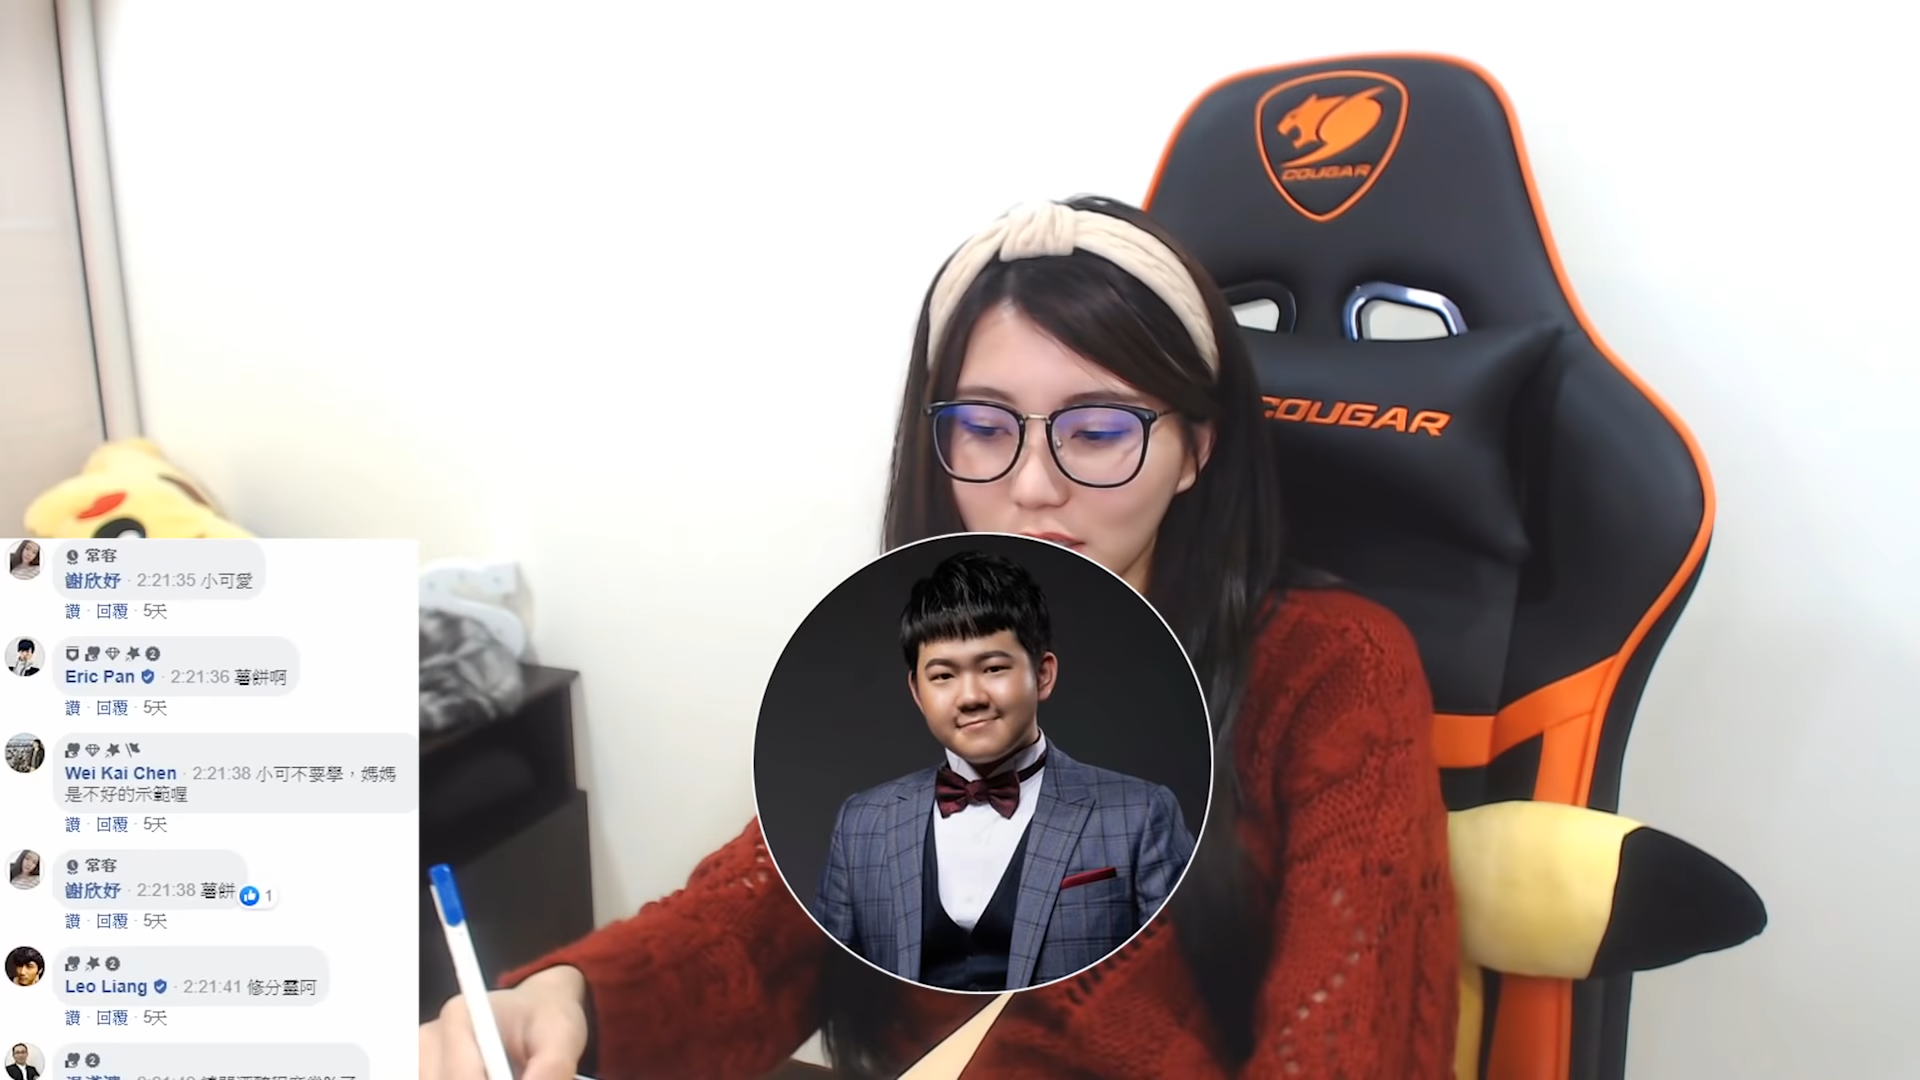 COUGAR
COUGAR
常客
謝欣妤 · 2:21:35 小可愛
讚 · 回覆 · 5天
2
Eric Pan · 2:21:36 薯餅啊
讚 · 回覆 · 5天
Wei Kai Chen · 2:21:38 小可不要學，媽媽
是不好的示範喔
讚 · 回覆 · 5天
常客
謝欣妤 · 2:21:38 薯餅
1
讚 · 回覆 · 5天
2
Leo Liang · 2:21:41 修分靈阿
讚 · 回覆 · 5天
2